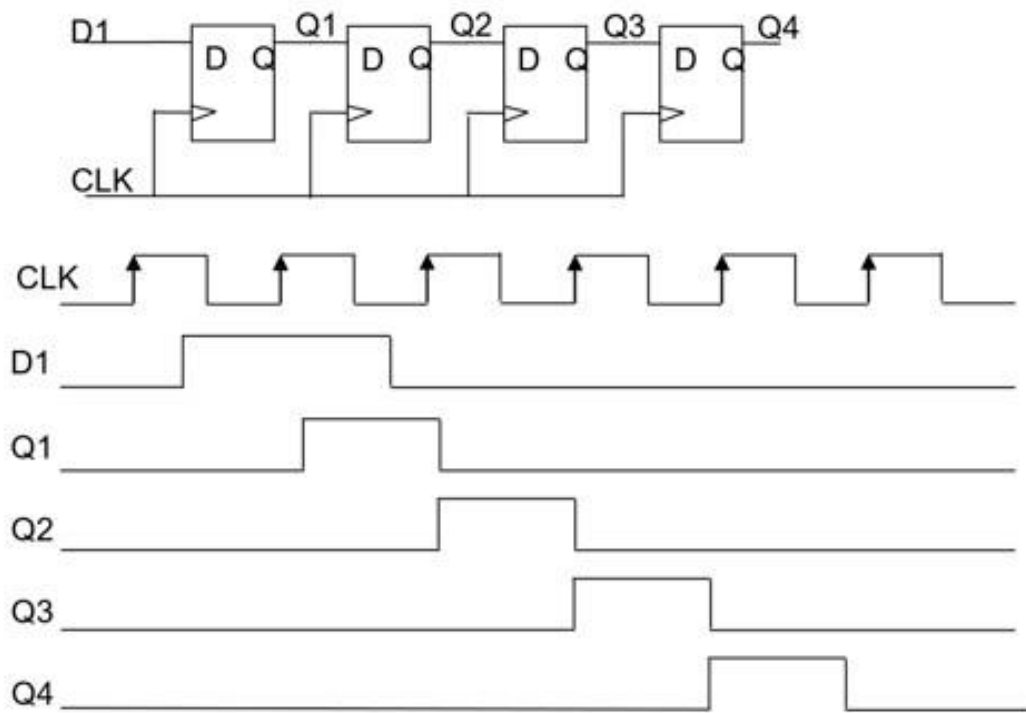 D1 Q1 Q2 Q3 Q4
D Q D Q D Q D Q
CLK
CLK
D1
Q1
Q2
Q3
Q4